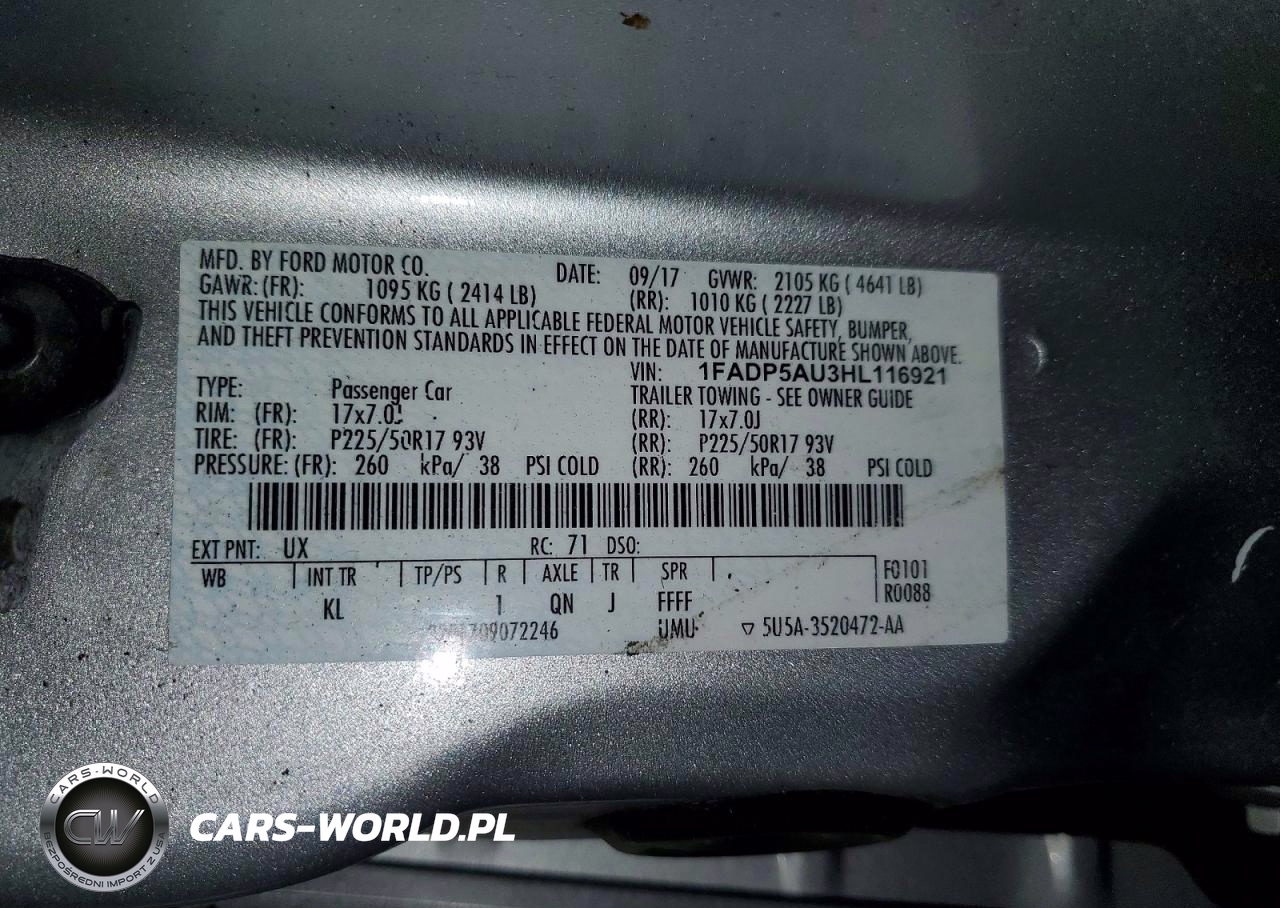 MFD. BY FORD MOTOR CO. DATE: 09/17 GVWR: 2105 KG ( 4641 LB)
GAWR: (FR): 1095 KG ( 2414 LB) (RR): 1010 KG ( 2227 LB)
THIS VEHICLE CONFORMS TO ALL APPLICABLE FEDERAL MOTOR VEHICLE SAFETY, BUMPER,
AND THEFT PREVENTION STANDARDS IN EFFECT ON THE DATE OF MANUFACTURE SHOWN ABOVE.
VIN: 1FADP5AU3HL116921
TYPE: Passenger Car TRAILER TOWING - SEE OWNER GUIDE
RIM: (FR): 17x7.0J (RR): 17x7.0J
TIRE: (FR): P225/50R17 93V (RR): P225/50R17 93V
PRESSURE: (FR): 260 kPa/ 38 PSI COLD (RR): 260 kPa/ 38 PSI COLD
EXT PNT: UX RC: 71 DSO:
WB INT TR TP/PS R AXLE TR SPR F0101
KL 1 QN J FFFF R0088
UMU ▽ 5U5A-3520472-AA
CARS-WORLD
CW
BEZPOŚREDNI IMPORT Z USA
CARS-WORLD.PL